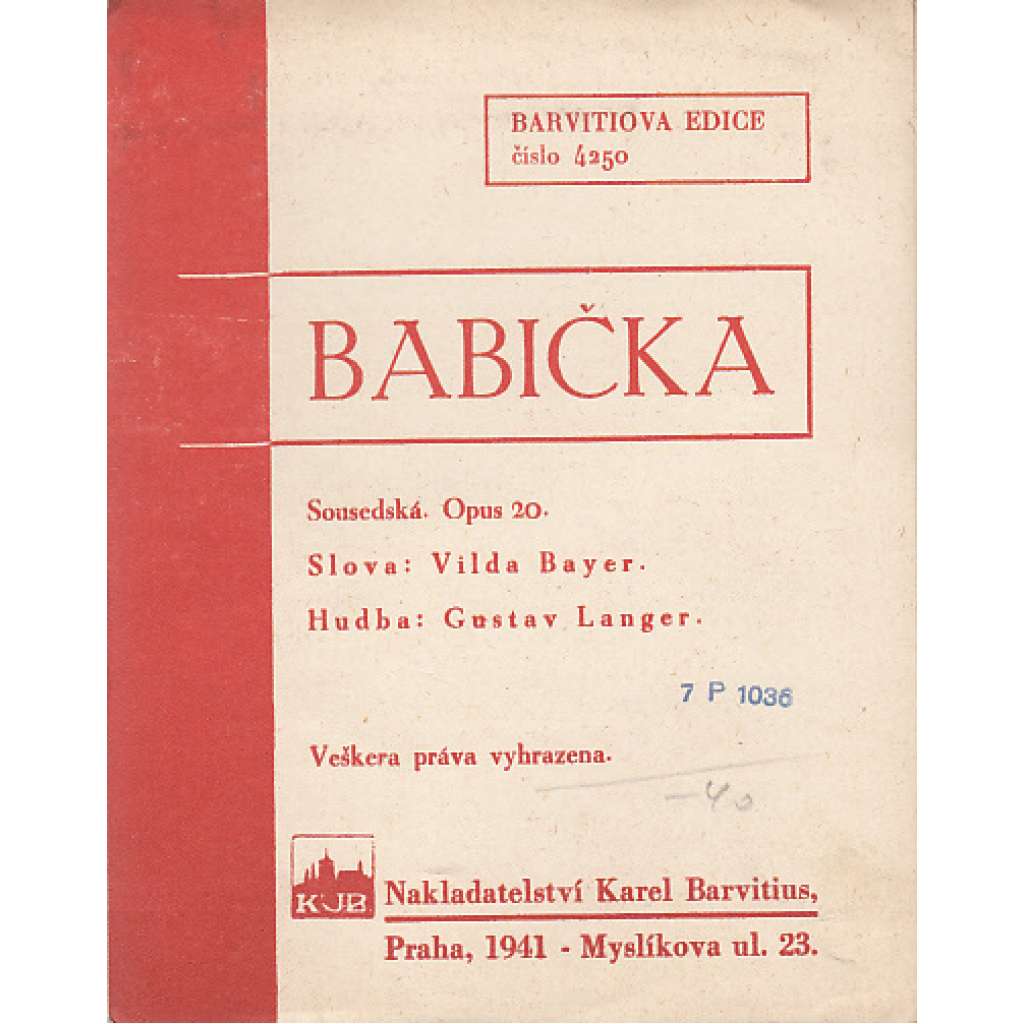 BARVITIOVA EDICE
číslo 4250
BABIČKA
Sousedská. Opus 20.
Slova: Vilda Bayer.
Hudba: Gustav Langer.
7 P 1036
Veškera práva vyhrazena.
—40
KJB
Nakladatelství Karel Barvitius,
Praha, 1941 - Myslíkova ul. 23.